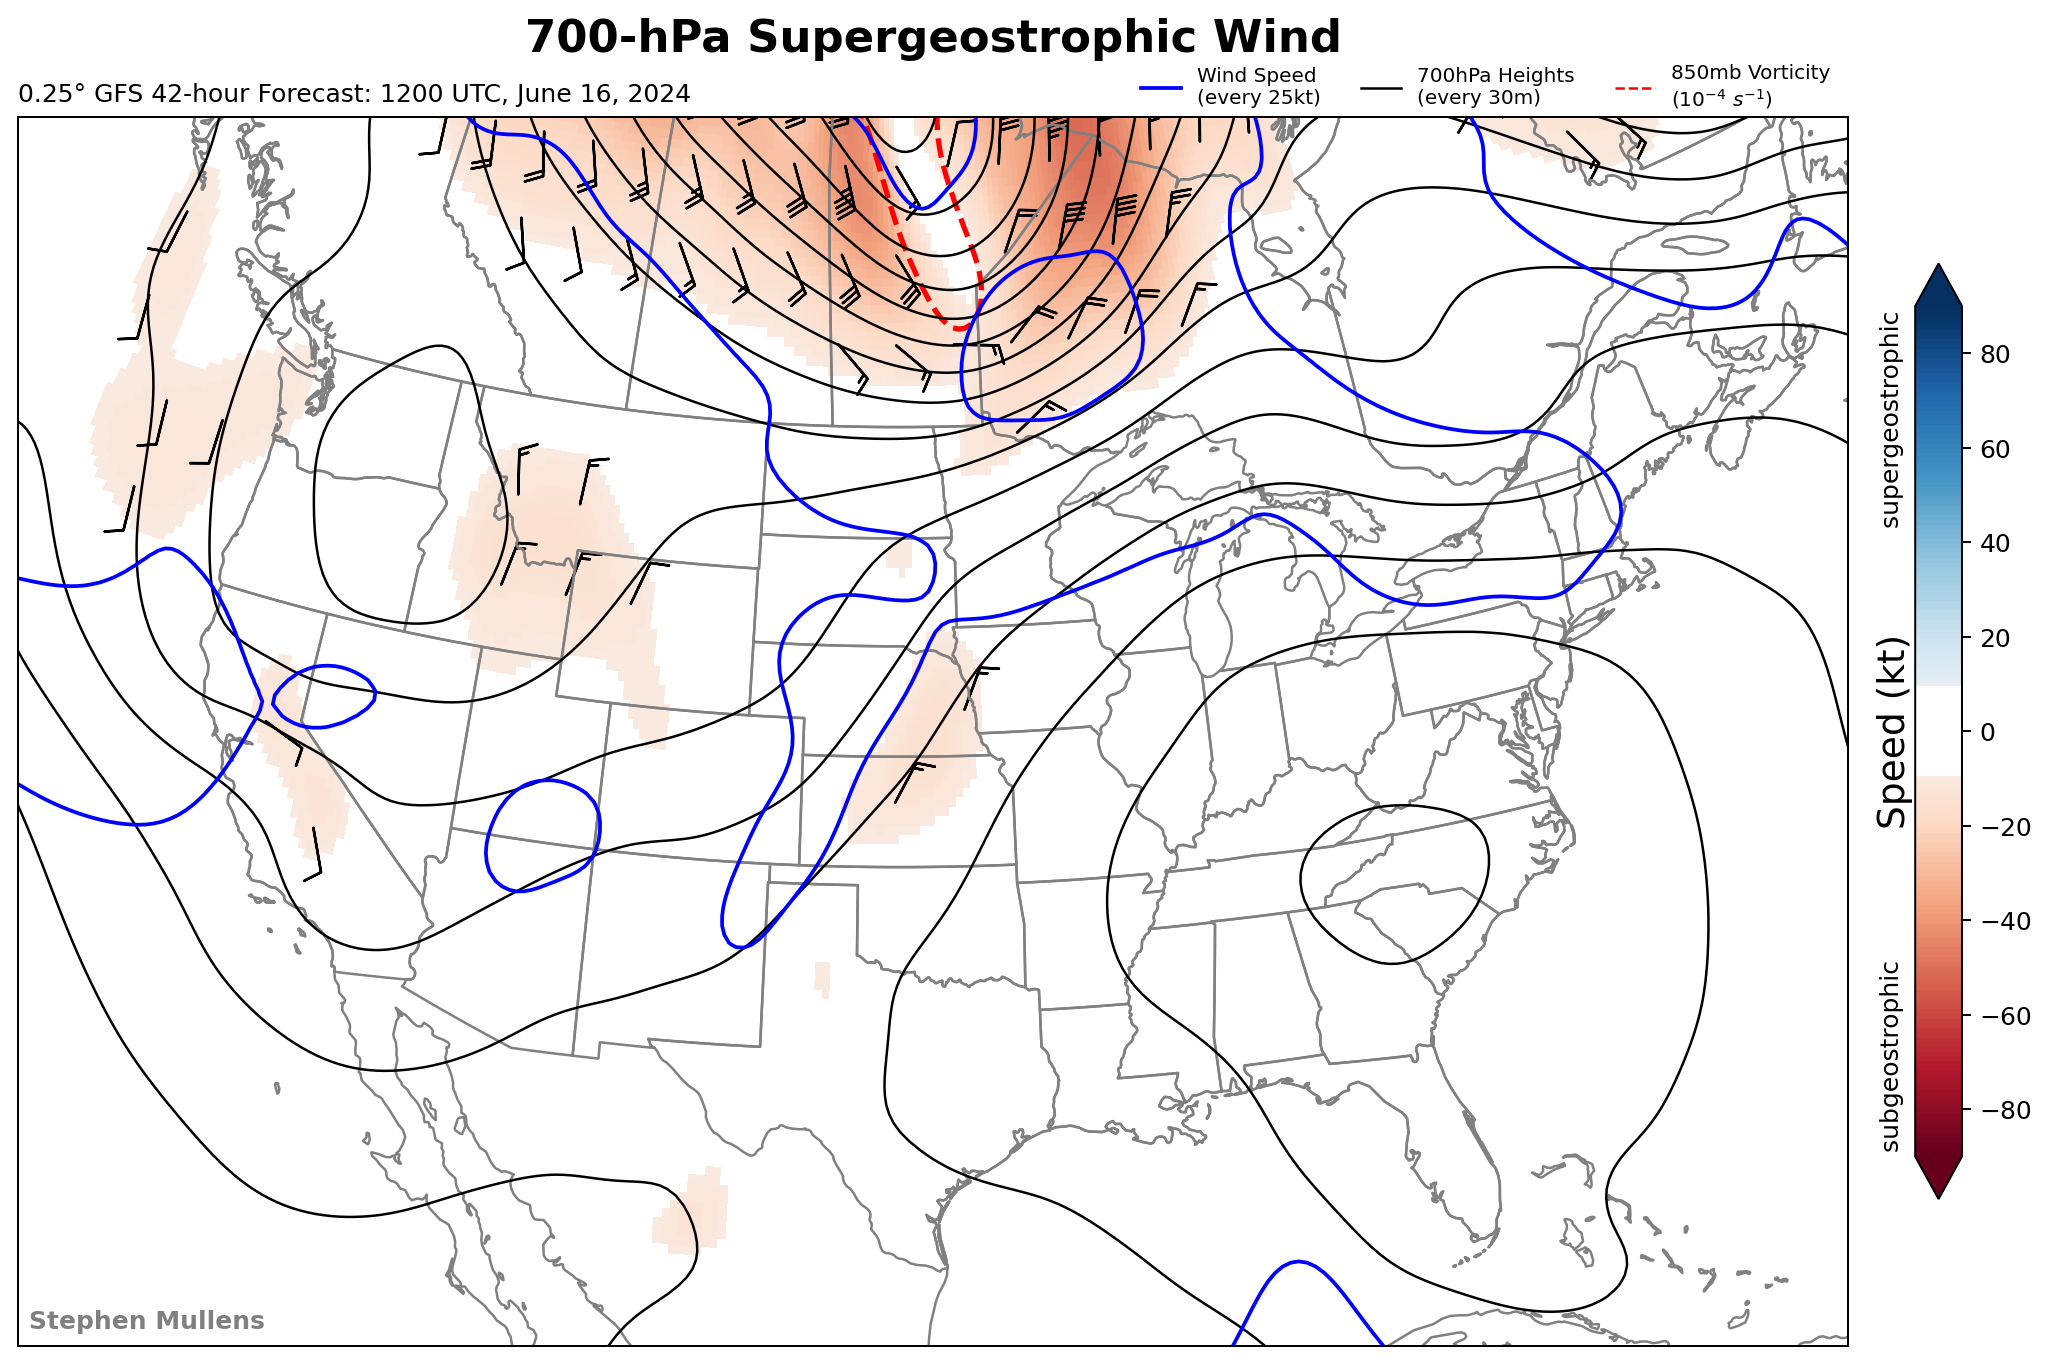 700-hPa Supergeostrophic Wind
0.25° GFS 42-hour Forecast: 1200 UTC, June 16, 2024
Wind Speed
(every 25kt)
700hPa Heights
(every 30m)
850mb Vorticity
(10⁻⁴ s⁻¹)
supergeostrophic
Speed (kt)
subgeostrophic
80
60
40
20
0
−20
−40
−60
−80
Stephen Mullens